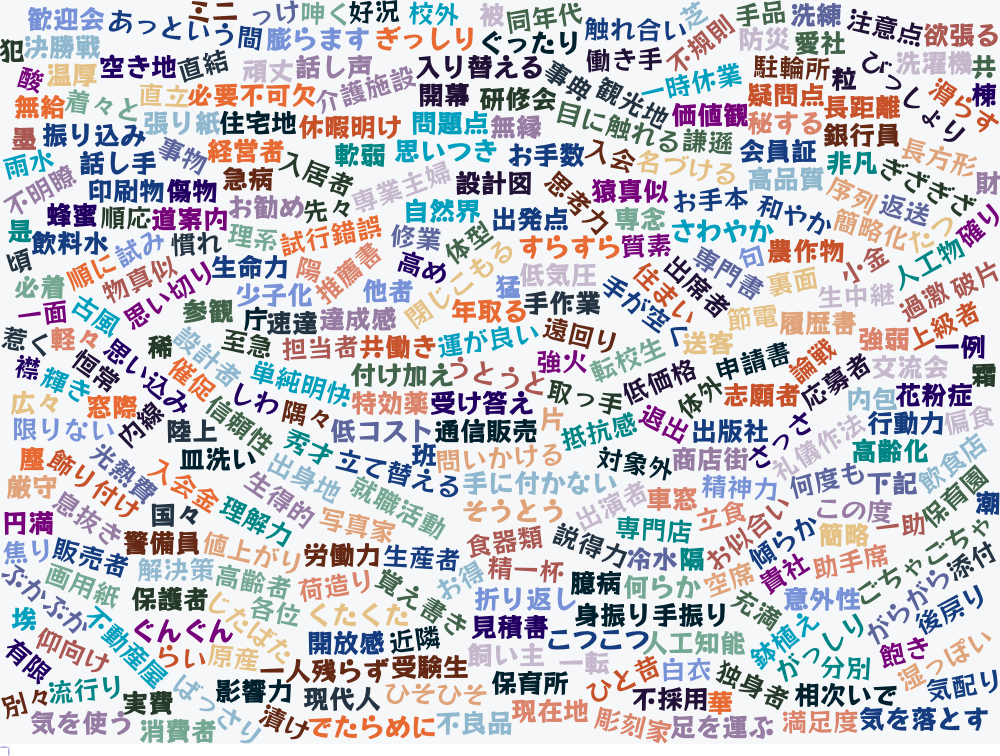 歓迎会
あっという間
ミニ
っけ
呻く
好況
校外
被
同年代
触れ合い
芝
手品
洗練
注意点
欲張る
犯
決勝戦
膨らます
ぎっしり
ぐったり
働き手
不規則
防災
愛社
びっしょり
洗濯機
共
酸
温厚
空き地
直結
頑丈
話し声
入り替える
事典
観光地
一時休業
駐輪所
粒
滑らす
棟
無給
着々と
直立
必要不可欠
介護施設
開幕
研修会
目に触れる
価値観
疑問点
長距離
墨
振り込み
張り紙
住宅地
休暇明け
問題点
無縁
謙遜
秘する
銀行員
長方形
雨水
話し手
事物
経営者
入居者
軟弱
思いつき
お手数
入会
名づける
会員証
非凡
ぎざぎざ
財
不明瞭
印刷物
傷物
急病
専業主婦
設計図
思考力
猿真似
お手本
高品質
序列
返送
是
蜂蜜
順応
道案内
お勧め
先々
自然界
出発点
専念
和やか
簡略化
だっ
確り
飲料水
試み
慣れ
理系
試行錯誤
修業
体型
すらすら
質素
さわやか
農作物
頃
順に
物真似
生命力
陽
推薦書
高め
閉じこもる
猛
低気圧
住まい
出席者
専門書
句
裏面
小金
人工物
必着
思い切り
少子化
他者
手が空く
生中継
過激
破片
一面
古風
参観
庁
速達
達成感
年取る
手作業
節電
履歴書
上級者
惹く
軽々
稀
設計者
至急
担当者
共働き
運が良い
遠回り
送客
強弱
一例
襟
輝き
恒常
思い込み
催促
単純明快
付け加え
うとうと
強火
転校生
申請書
論戦
交流会
霜
広々
窓際
内緒
信頼性
しわ
隅々
特効薬
受け答え
取っ手
低価格
体外
志願者
応募者
内包
花粉症
限りない
陸上
秀才
低コスト
通信販売
片
抵抗感
退出
出版社
さっさ
礼儀作法
行動力
偏食
塵
飾り付け
光熱費
皿洗い
立て替える
班
問いかける
対象外
商店街
高齢化
厳守
息抜き
入会金
出身地
就職活動
手に付かない
車窓
精神力
何度も
下記
飲食店
円満
国々
理解力
生得的
写真家
そうとう
出演者
専門店
立食
お似合い
この度
保育園
潮
焦り
販売者
警備員
値上がり
労働力
生産者
食器類
説得力
冷水
隔
傾らか
簡略
一助
ぷかぷか
画用紙
解決策
高齢者
荷造り
覚え書き
お得
精一杯
臆病
何らか
空席
貴社
助手席
ごちゃごちゃ
添付
埃
不動産屋
保護者
じたばた
各位
くたくた
折り返し
身振り手振り
充満
意外性
がらがら
後戻り
仰向け
ぐんぐん
開放感
近隣
見積書
こつこつ
人工知能
鉢植え
がっしり
飽き
有限
らい
原産
一人残らず
受験生
飼い主
一転
ひと苦
白衣
独身者
分別
湿っぽい
別々
流行り
実費
ばっさり
影響力
現代人
ひそひそ
保育所
不採用
華
相次いで
気配り
気を使う
消費者
漬け
でたらめに
不良品
現在地
彫刻家
足を運ぶ
満足度
気を落とす